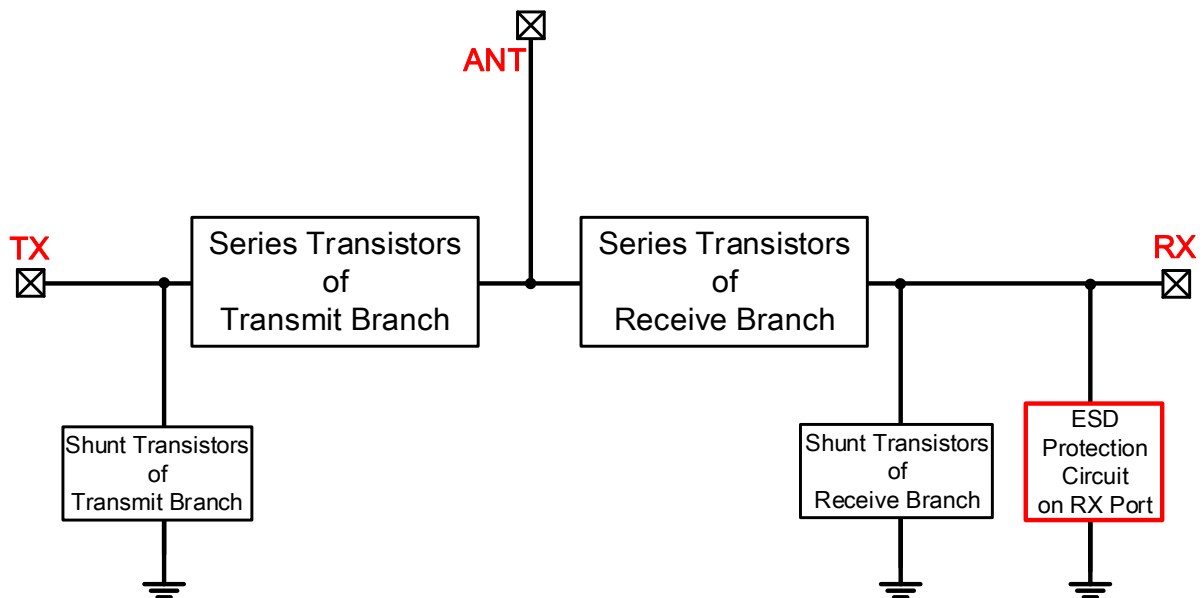 ANT
TX
Series Transistors
of
Transmit Branch
Series Transistors
of
Receive Branch
RX
Shunt Transistors
of
Transmit Branch
Shunt Transistors
of
Receive Branch
ESD
Protection
Circuit
on RX Port